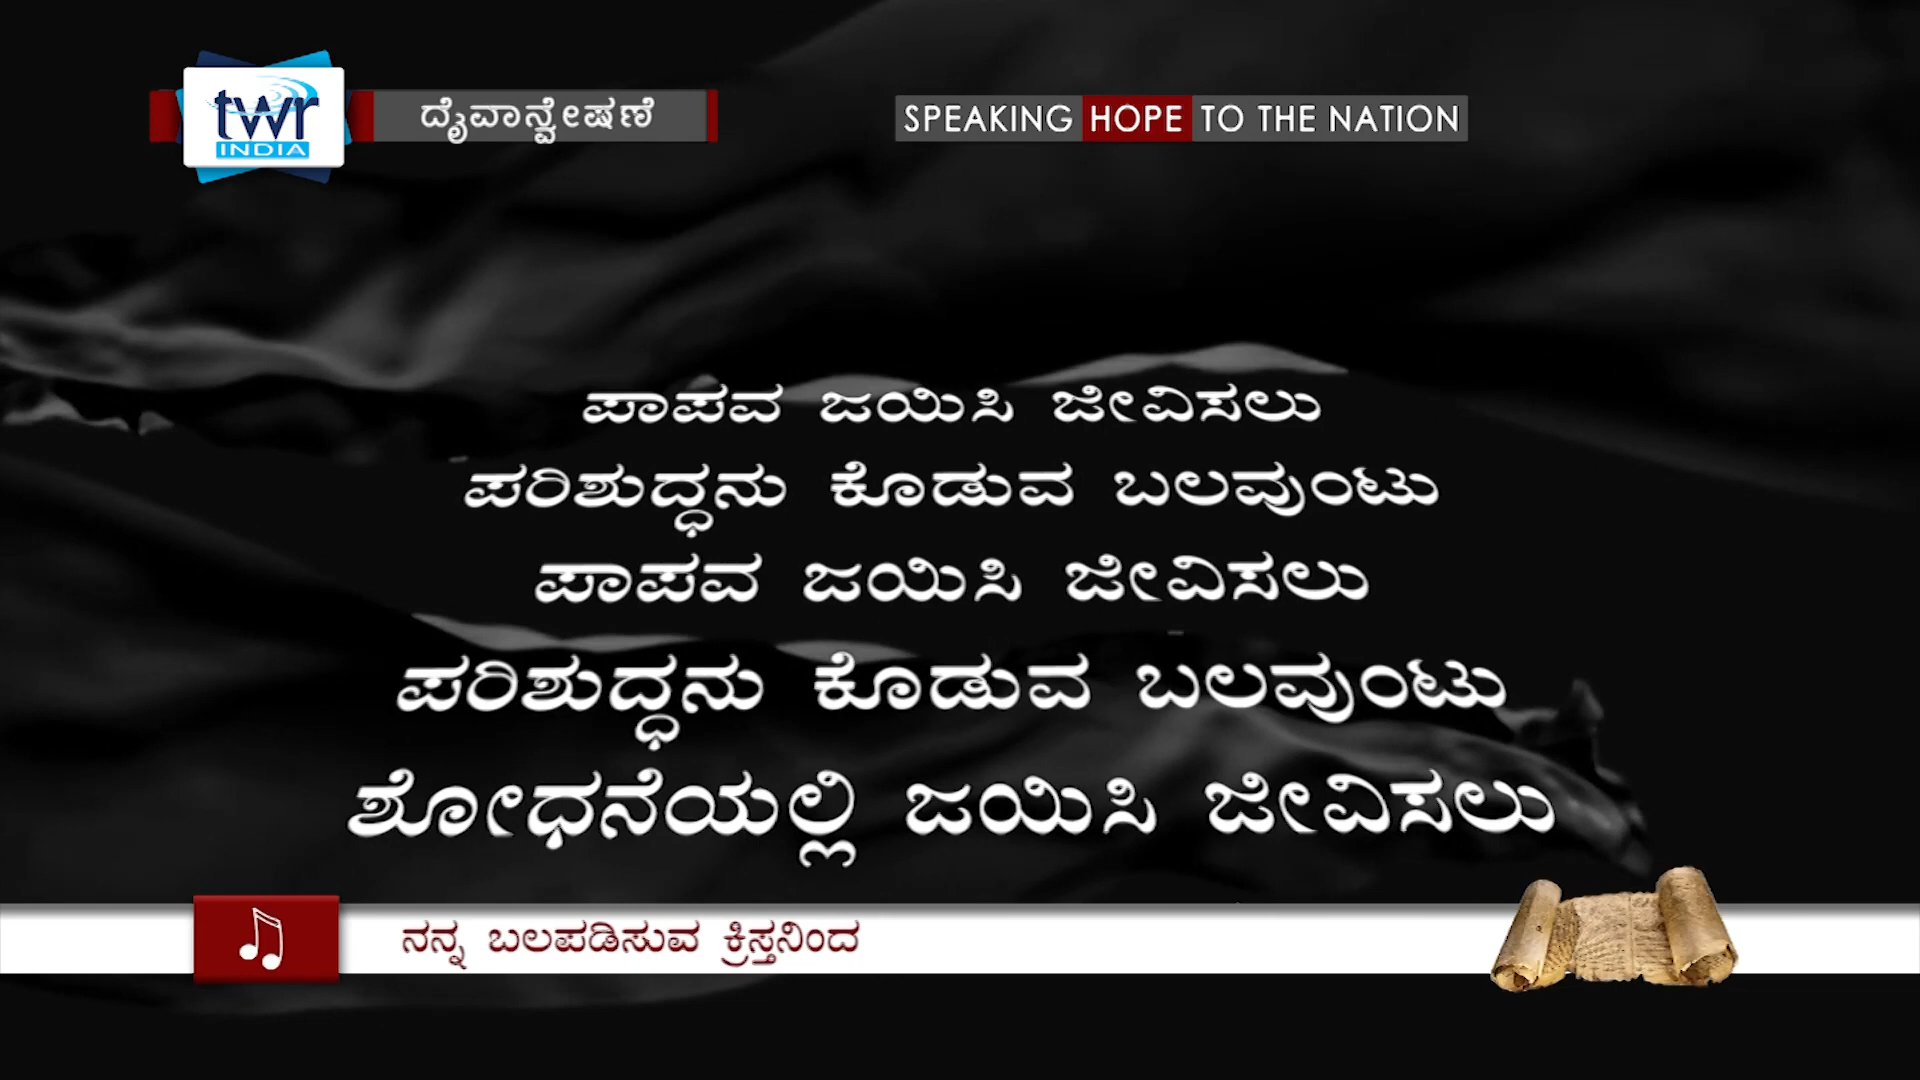 twr
INDIA
ದೈವಾನ್ವೇಷಣೆ
SPEAKING HOPE TO THE NATION
ಪಾಪವ ಜಯಿಸಿ ಜೀವಿಸಲು
ಪರಿಶುದ್ಧನು ಕೊಡುವ ಬಲವುಂಟು
ಪಾಪವ ಜಯಿಸಿ ಜೀವಿಸಲು
ಪರಿಶುದ್ಧನು ಕೊಡುವ ಬಲವುಂಟು
ಶೋಧನೆಯಲ್ಲಿ ಜಯಿಸಿ ಜೀವಿಸಲು
ನನ್ನ ಬಲಪಡಿಸುವ ಕ್ರಿಸ್ತನಿಂದ